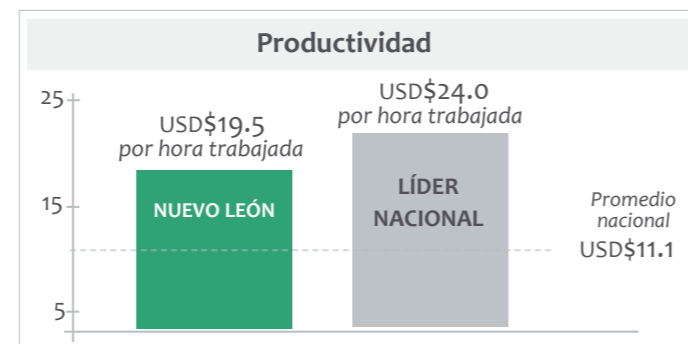 Productividad
25
USD$24.0
por hora trabajada
USD$19.5
por hora trabajada
LÍDER
NACIONAL
NUEVO LEÓN
15
Promedio
nacional
USD$11.1
5